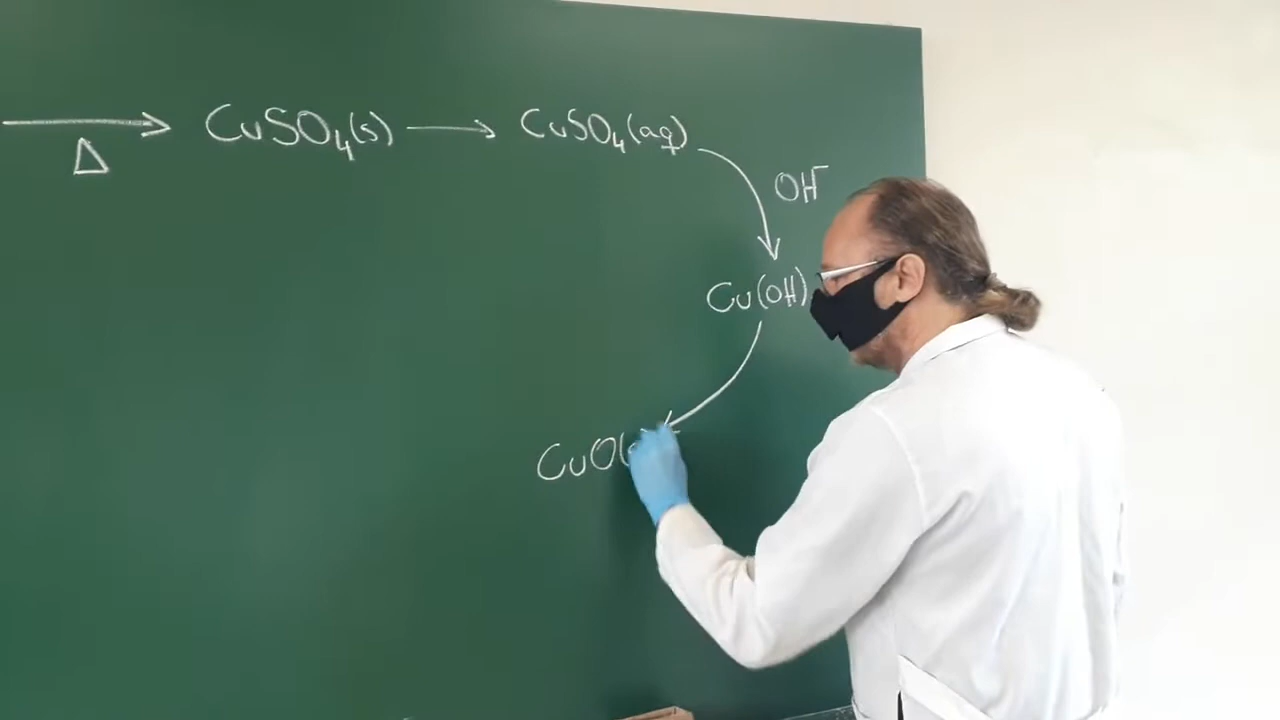 CuSO₄(s) → CuSO₄(aq)
Δ
OH⁻
Cu(OH)
CuO(